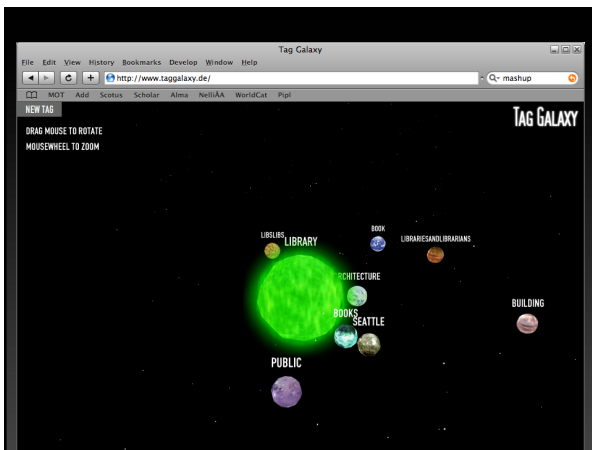 Tag Galaxy
File Edit View History Bookmarks Develop Window Help
http://www.taggalaxy.de/
mashup
MOT Add Scotus Scholar Alma NelliÅÄ WorldCat Pipl
NEW TAG
TAG GALAXY
DRAG MOUSE TO ROTATE
MOUSEWHEEL TO ZOOM
BOOK
LIBSLIBS
LIBRARY
LIBRARIESANDLIBRARIANS
RCHITECTURE
BUILDING
BOOKS
SEATTLE
PUBLIC